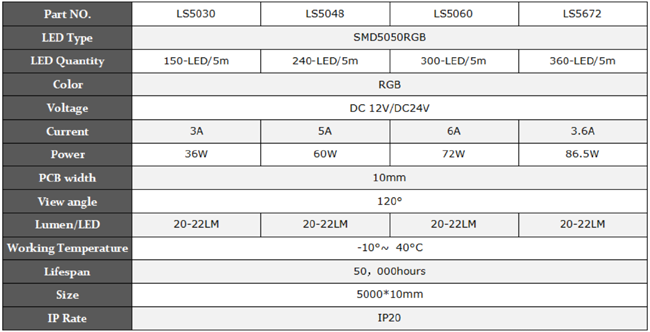 Part NO. LS5030 LS5048 LS5060 LS5672
LED Type SMD5050RGB
LED Quantity 150-LED/5m 240-LED/5m 300-LED/5m 360-LED/5m
Color RGB
Voltage DC 12V/DC24V
Current 3A 5A 6A 3.6A
Power 36W 60W 72W 86.5W
PCB width 10mm
View angle 120°
Lumen/LED 20-22LM 20-22LM 20-22LM 20-22LM
Working Temperature -10°~ 40°C
Lifespan 50，000hours
Size 5000*10mm
IP Rate IP20